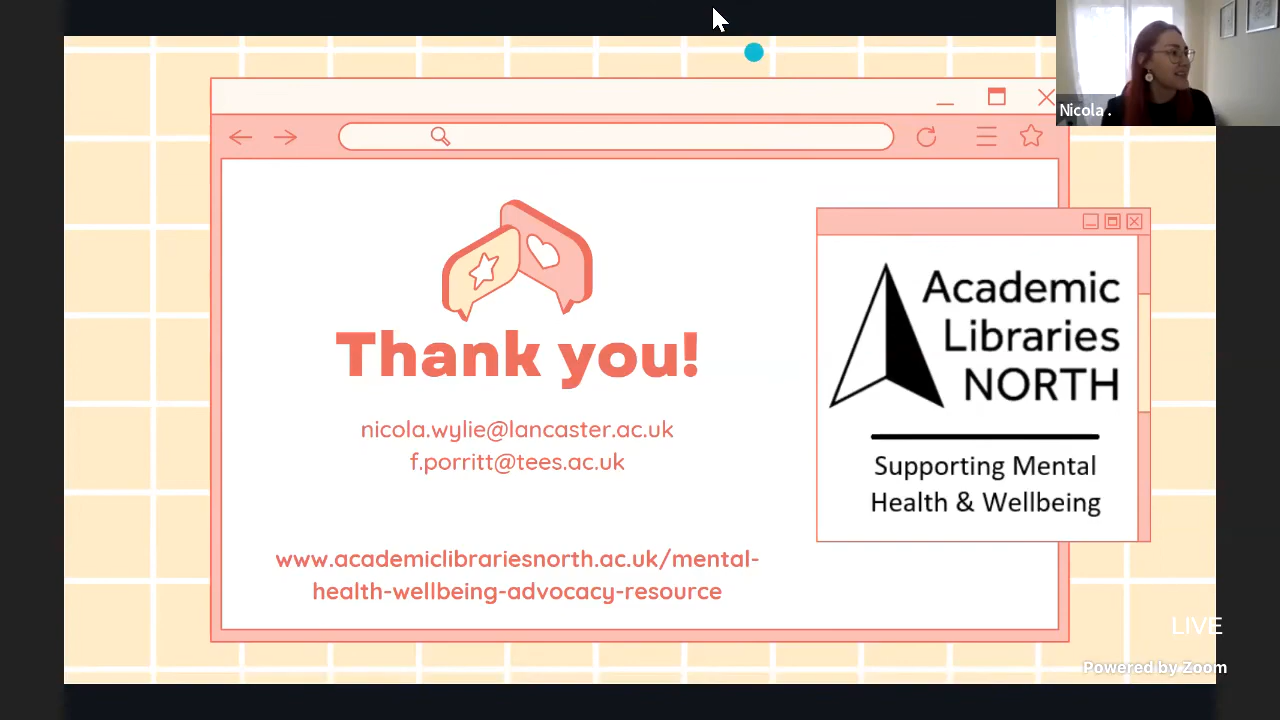 Nicola .
Thank you!
nicola.wylie@lancaster.ac.uk
f.porritt@tees.ac.uk
www.academiclibrariesnorth.ac.uk/mental-
health-wellbeing-advocacy-resource
Academic
Libraries
NORTH
Supporting Mental
Health & Wellbeing
LIVE
Powered by Zoom